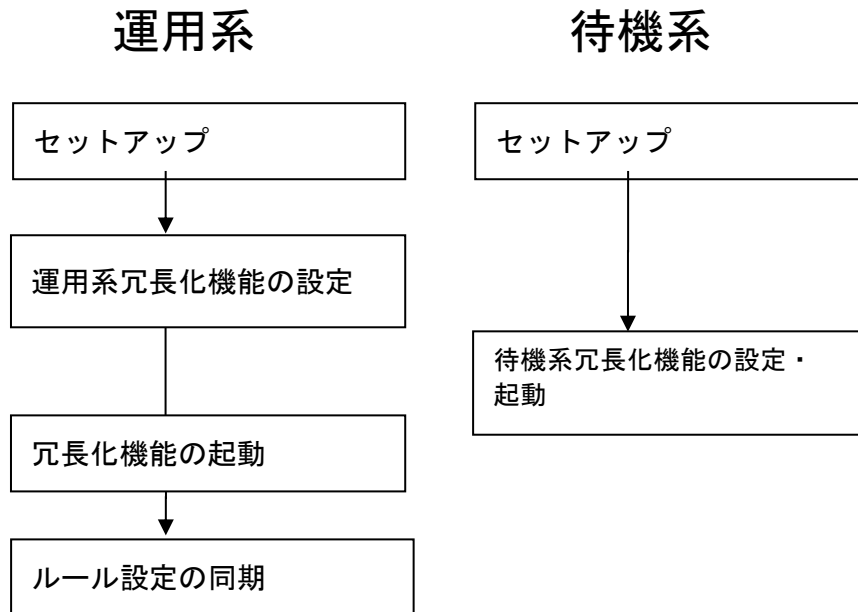 運用系
待機系
セットアップ
セットアップ
運用系冗長化機能の設定
待機系冗長化機能の設定・
起動
冗長化機能の起動
ルール設定の同期